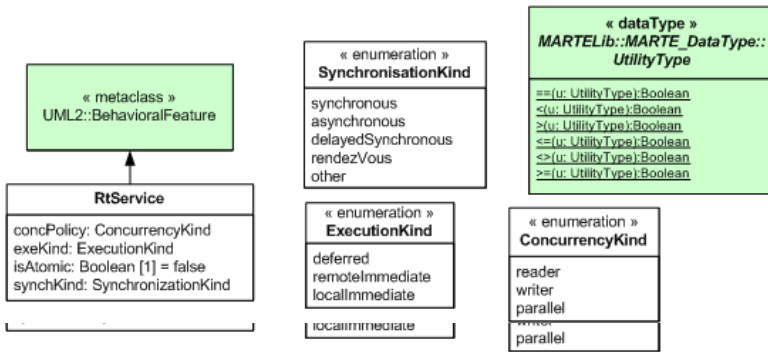 « metaclass »
UML2::BehavioralFeature
RtService
concPolicy: ConcurrencyKind
exeKind: ExecutionKind
isAtomic: Boolean [1] = false
synchKind: SynchronizationKind
« enumeration »
SynchronisationKind
synchronous
asynchronous
delayedSynchronous
rendezVous
other
« enumeration »
ExecutionKind
deferred
remoteImmediate
localImmediate
localImmediate
« dataType »
MARTELib::MARTE_DataType::
UtilityType
==(u: UtilityType):Boolean
<(u: UtilityType):Boolean
>(u: UtilityType):Boolean
<=(u: UtilityType):Boolean
<>(u: UtilityType):Boolean
>=(u: UtilityType):Boolean
« enumeration »
ConcurrencyKind
reader
writer
parallel
writer
parallel